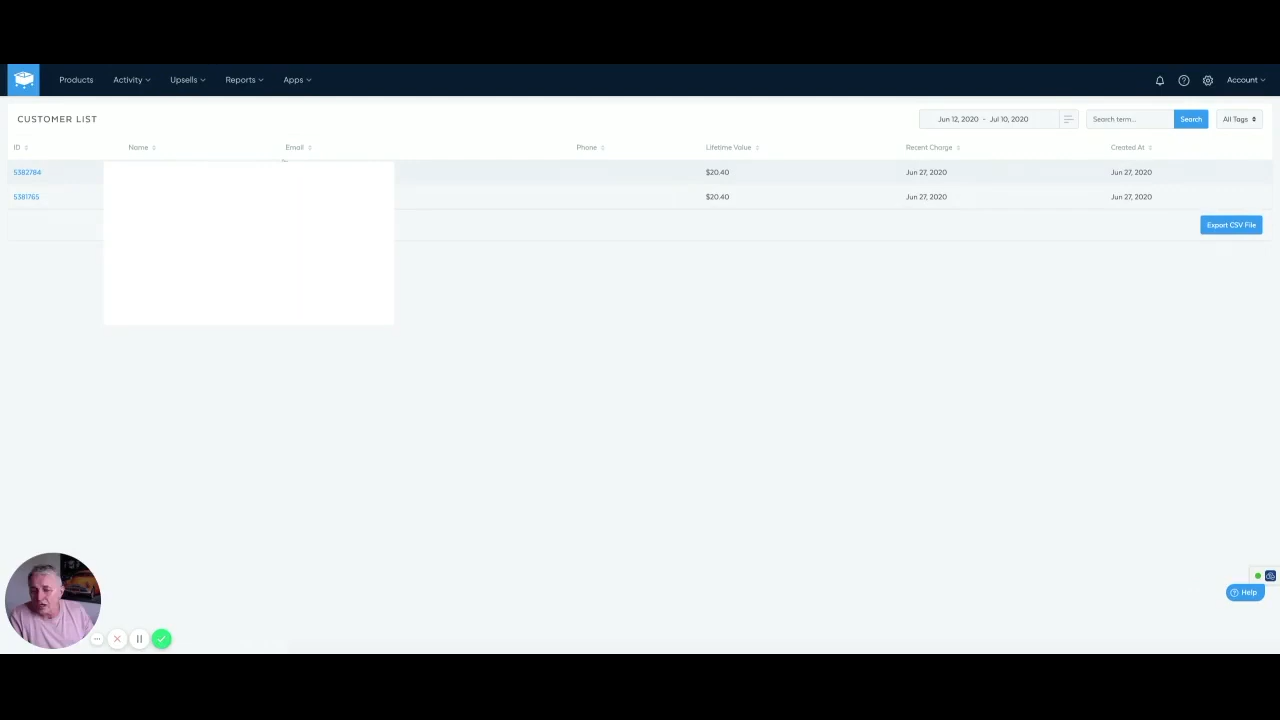 Products Activity Upsells Reports Apps Account
CUSTOMER LIST Jun 12, 2020 - Jul 10, 2020 Search term... Search All Tags
ID Name Email Phone Lifetime Value Recent Charge Created At
5382784 $20.40 Jun 27, 2020 Jun 27, 2020
5381765 $20.40 Jun 27, 2020 Jun 27, 2020
Export CSV File
Help